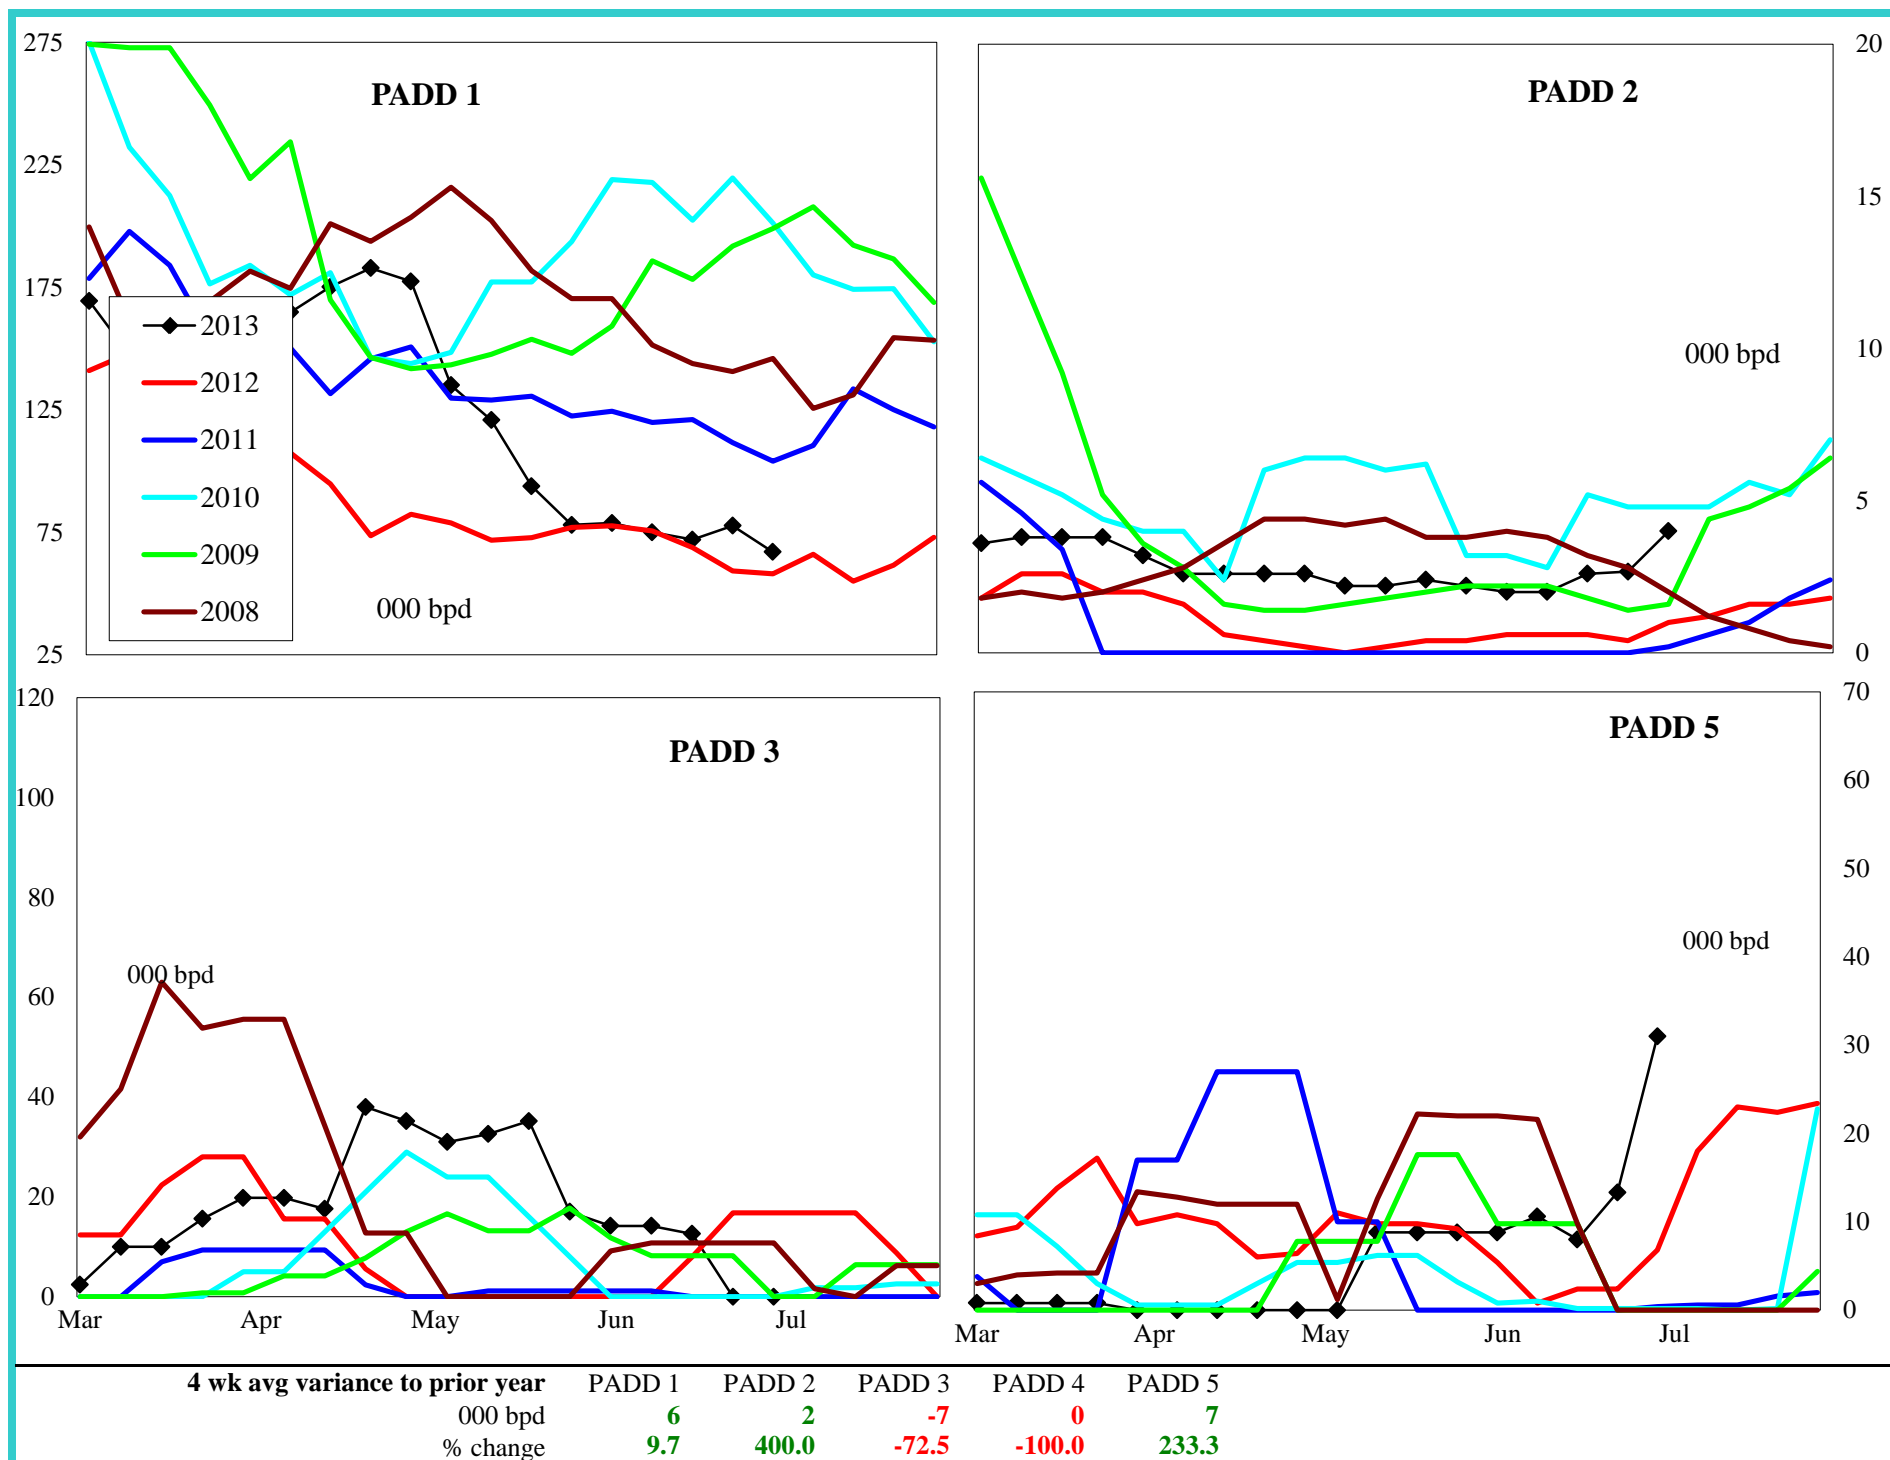 275
225
175
125
75
25
PADD 1
2013
2012
2011
2010
2009
2008
000 bpd
PADD 2
000 bpd
20
15
10
5
0
120
100
80
60
40
20
0
PADD 3
000 bpd
Mar Apr May Jun Jul
PADD 5
000 bpd
70
60
50
40
30
20
10
0
Mar Apr May Jun Jul
4 wk avg variance to prior year PADD 1 PADD 2 PADD 3 PADD 4 PADD 5
000 bpd 6 2 -7 0 7
% change 9.7 400.0 -72.5 -100.0 233.3